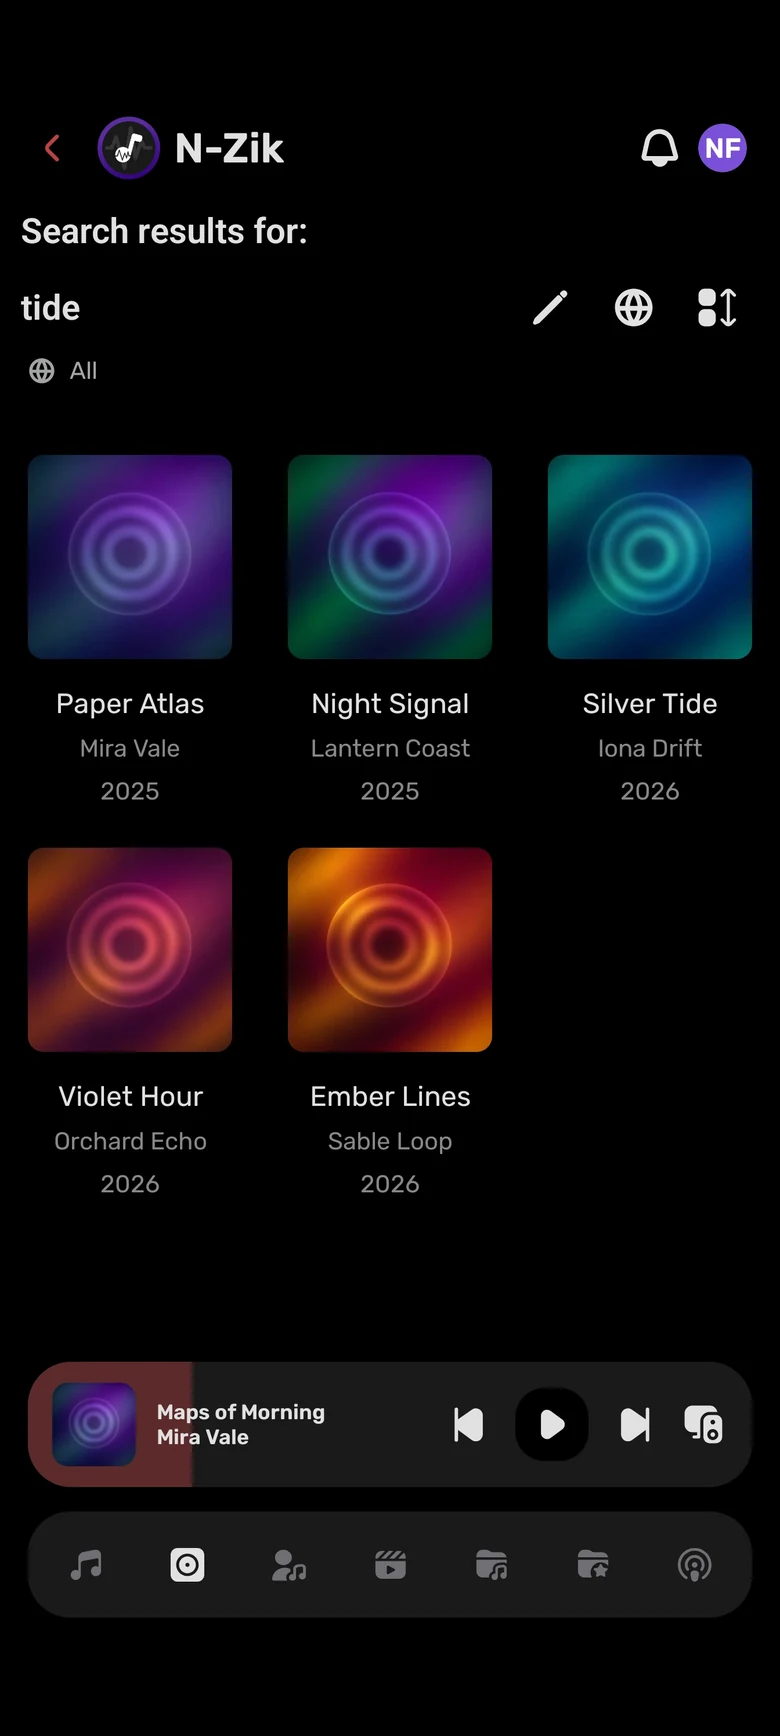 N-Zik
NF
Search results for:
tide
All
Paper Atlas
Mira Vale
2025
Night Signal
Lantern Coast
2025
Silver Tide
Iona Drift
2026
Violet Hour
Orchard Echo
2026
Ember Lines
Sable Loop
2026
Maps of Morning
Mira Vale